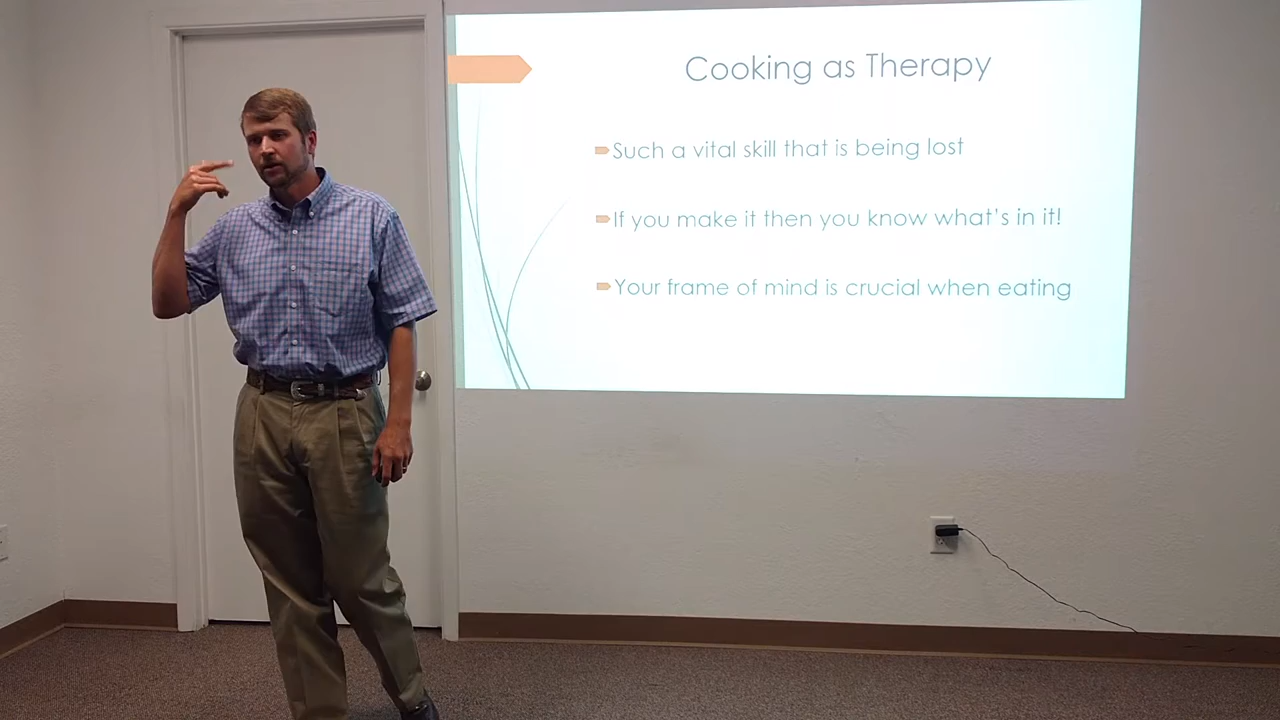 Cooking as Therapy
Such a vital skill that is being lost
If you make it then you know what's in it!
Your frame of mind is crucial when eating